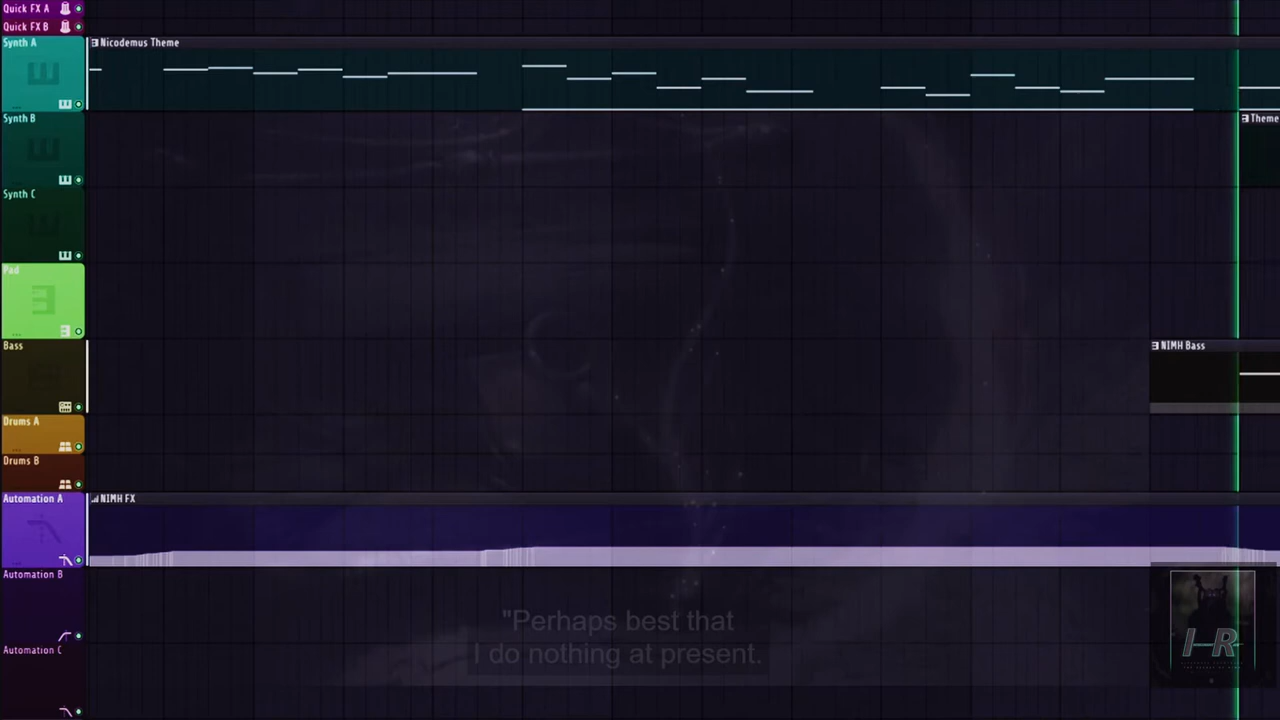 Quick FX A
Quick FX B
Synth A
Nicodemus Theme
Synth B
Theme
Synth C
Pad
Bass
NIMH Bass
Drums A
Drums B
Automation A
NIMH FX
Automation B
"Perhaps best that
I do nothing at present.
I-R
Automation C